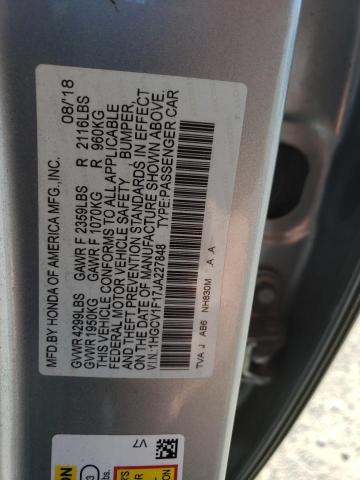 MFD.BY HONDA OF AMERICA MFG.,INC. 08/'18
GVWR 4299LBS GAWR F 2359LBS R 2116LBS
GVWR 1950KG GAWR F 1070KG R 960KG
THIS VEHICLE CONFORMS TO ALL APPLICABLE
FEDERAL MOTOR VEHICLE SAFETY BUMPER,
AND THEFT PREVENTION STANDARDS IN EFFECT
ON THE DATE OF MANUFACTURE SHOWN ABOVE.
V.I.N.:1HGCV1F17JA227848 TYPE:PASSENGER CAR
TVA J AB6 NH830M A A
V7